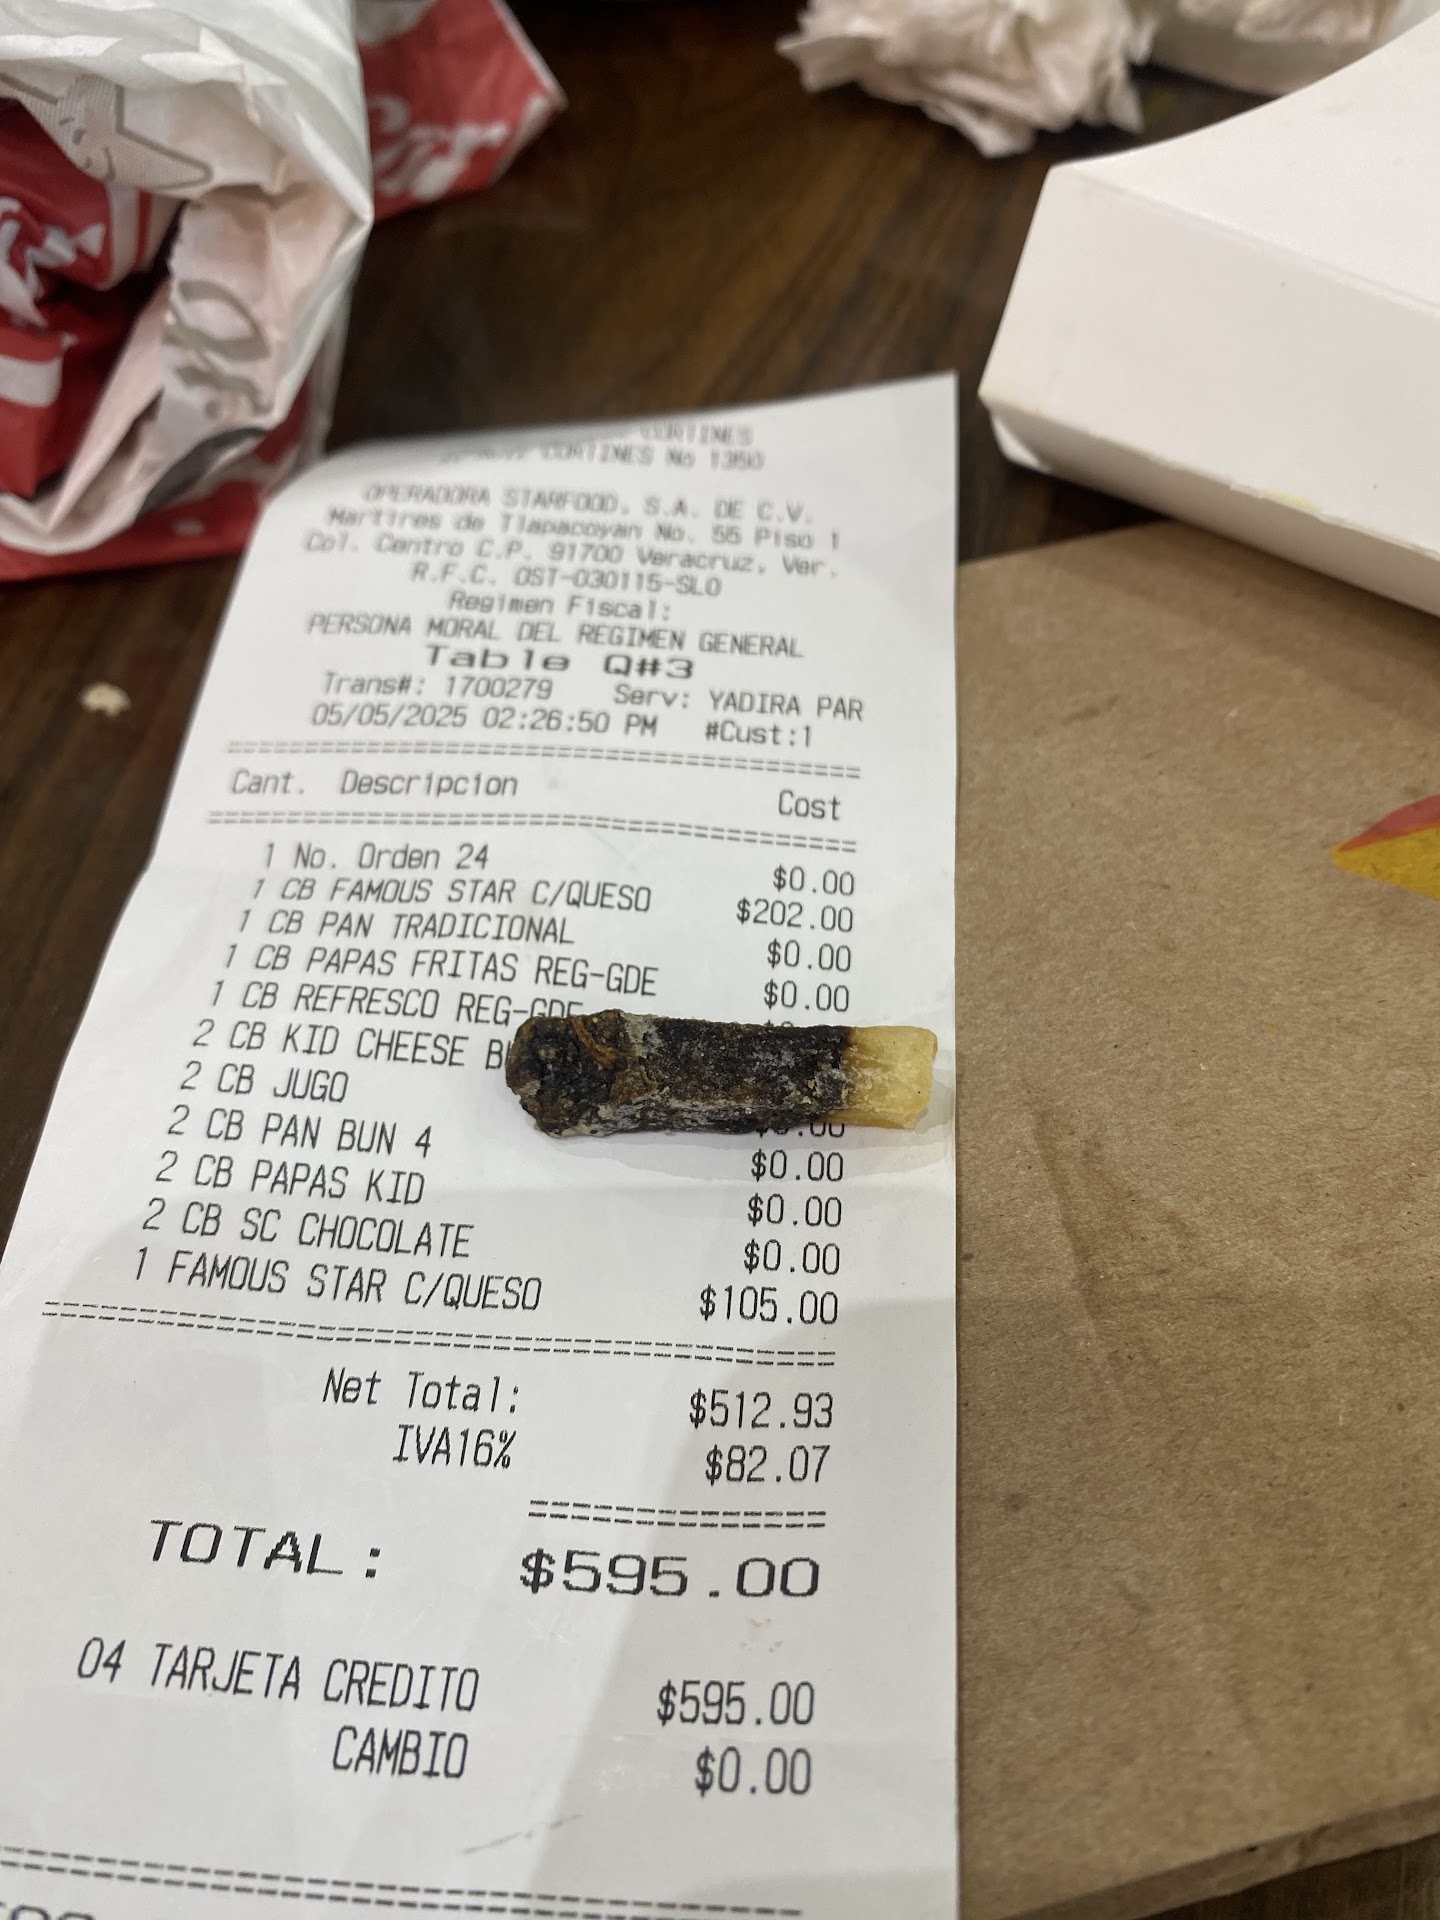 CORTINES
CORTINES No 1350
OPERADORA STARFOOD, S.A. DE C.V.
Martires de Tlapacoyan No. 55 Piso 1
Col. Centro C.P. 91700 Veracruz, Ver.
R.F.C. OST-030115-SL0
Regimen Fiscal:
PERSONA MORAL DEL REGIMEN GENERAL
Table Q#3
Trans#: 1700279 Serv: YADIRA PAR
05/05/2025 02:26:50 PM #Cust:1
Cant. Descripcion Cost
1 No. Orden 24 $0.00
1 CB FAMOUS STAR C/QUESO $202.00
1 CB PAN TRADICIONAL $0.00
1 CB PAPAS FRITAS REG-GDE $0.00
1 CB REFRESCO REG-GDE
2 CB KID CHEESE
2 CB JUGO
2 CB PAN BUN 4 $0.00
2 CB PAPAS KID $0.00
2 CB SC CHOCOLATE $0.00
1 FAMOUS STAR C/QUESO $105.00
Net Total: $512.93
IVA16% $82.07
TOTAL: $595.00
04 TARJETA CREDITO $595.00
CAMBIO $0.00